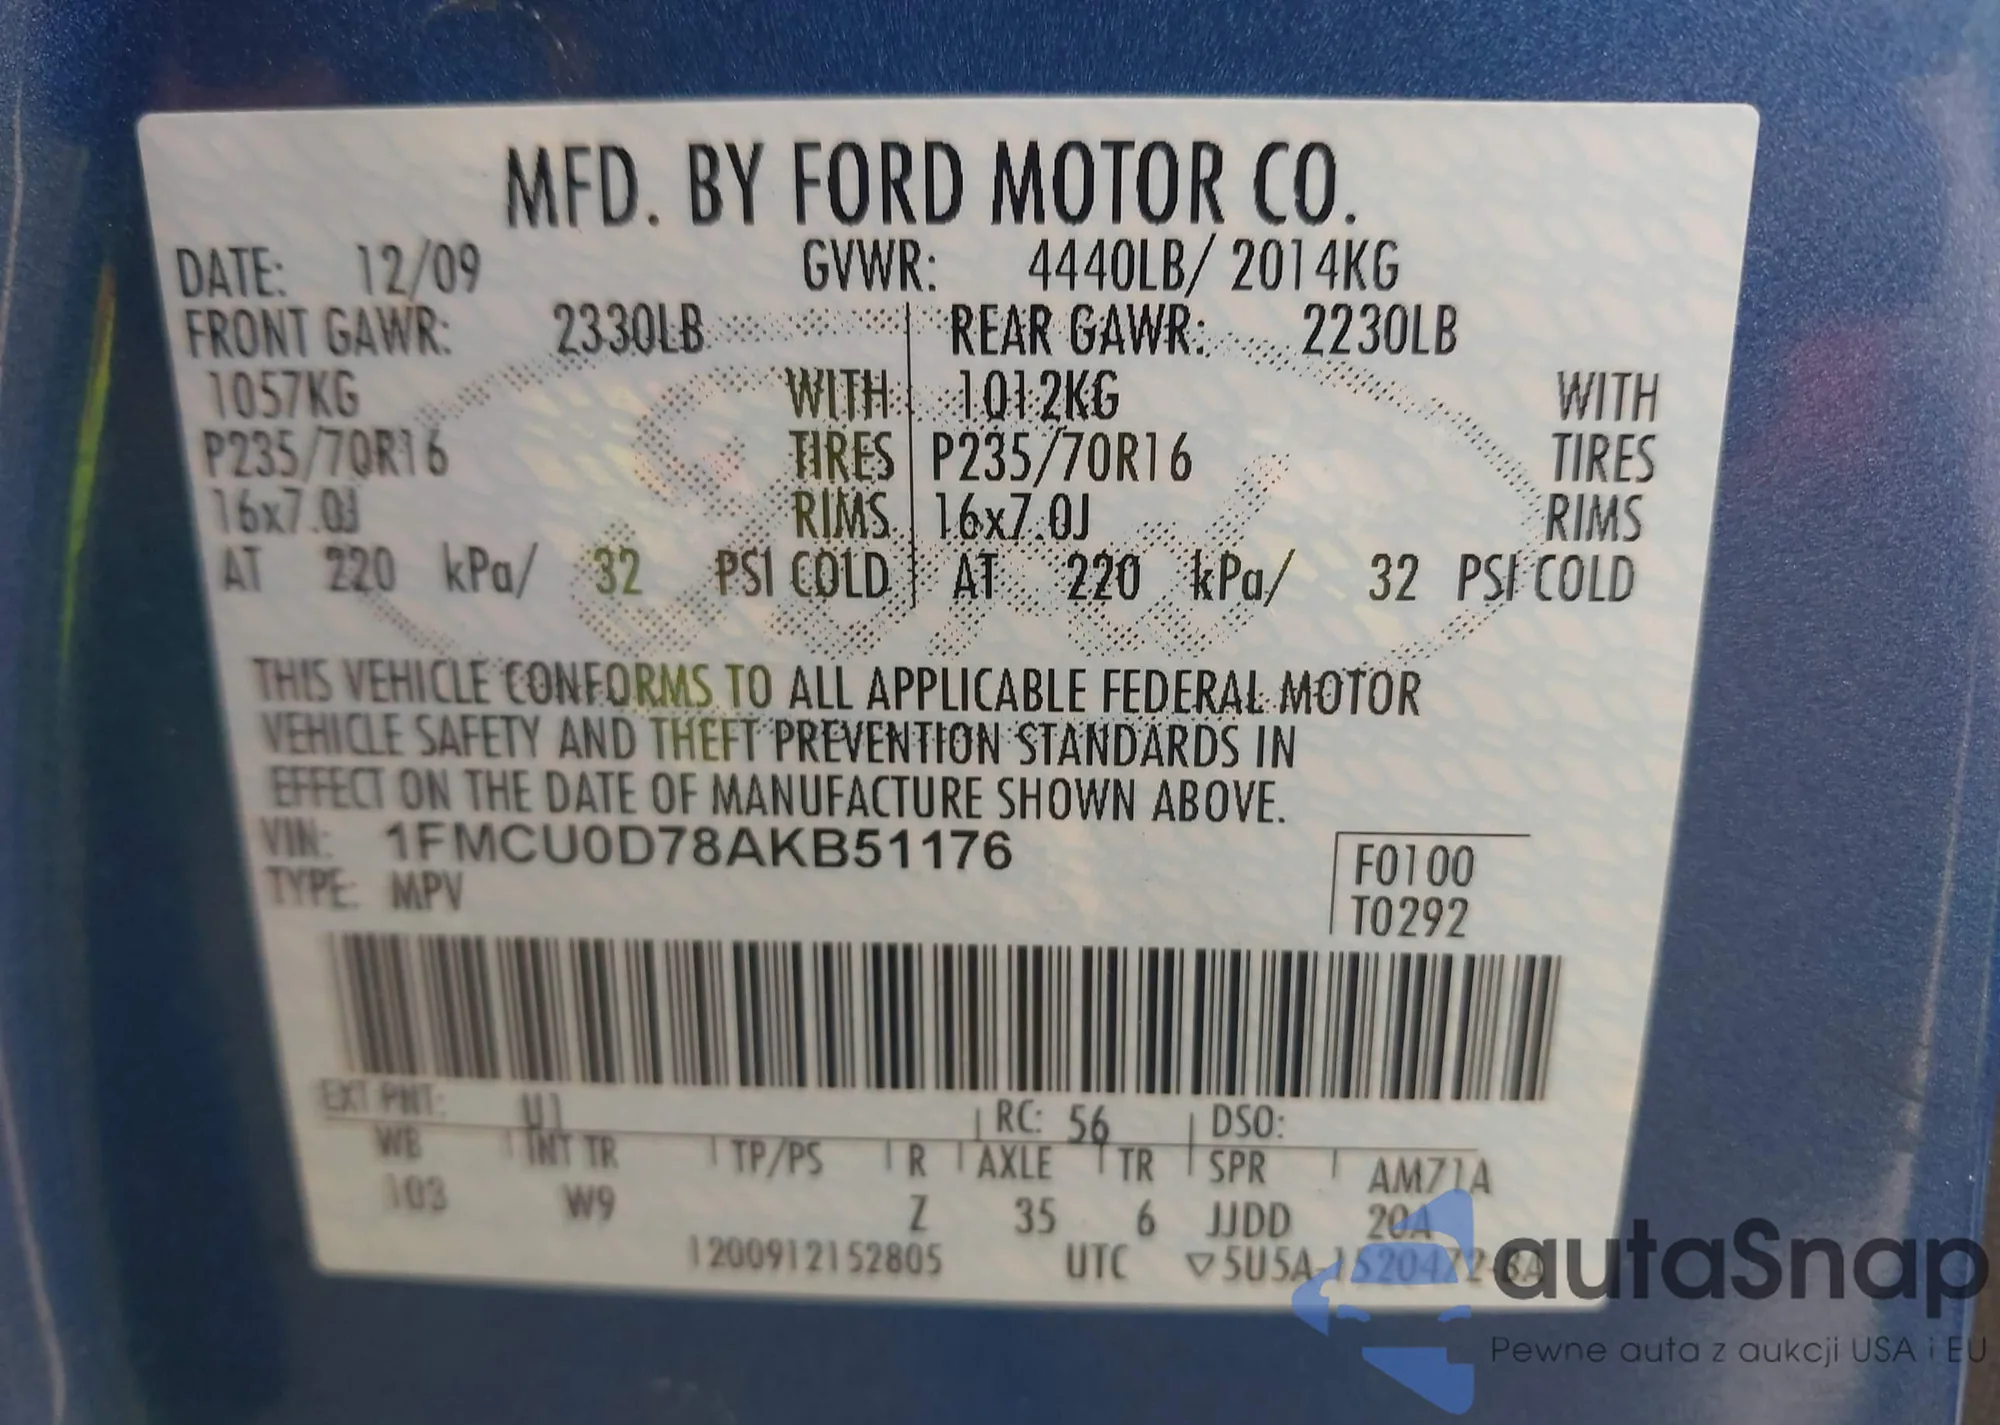 MFD. BY FORD MOTOR CO.
DATE: 12/09 GVWR: 4440LB/ 2014KG
FRONT GAWR: 2330LB REAR GAWR: 2230LB
1057KG WITH 1012KG WITH
P235/70R16 TIRES P235/70R16 TIRES
16x7.0J RIMS 16x7.0J RIMS
AT 220 kPa/ 32 PSI COLD AT 220 kPa/ 32 PSI COLD
THIS VEHICLE CONFORMS TO ALL APPLICABLE FEDERAL MOTOR
VEHICLE SAFETY AND THEFT PREVENTION STANDARDS IN
EFFECT ON THE DATE OF MANUFACTURE SHOWN ABOVE.
VIN: 1FMCU0D78AKB51176
TYPE: MPV
F0100
T0292
EXT PNT: U1 RC: 56 DSO:
WB INT TR TP/PS R AXLE TR SPR AM71A
103 W9 Z 35 6 JJDD 20A
1200912152805 UTC ▽5U5A-1520472-BA
autaSnap
Pewne auta z aukcji USA i EU